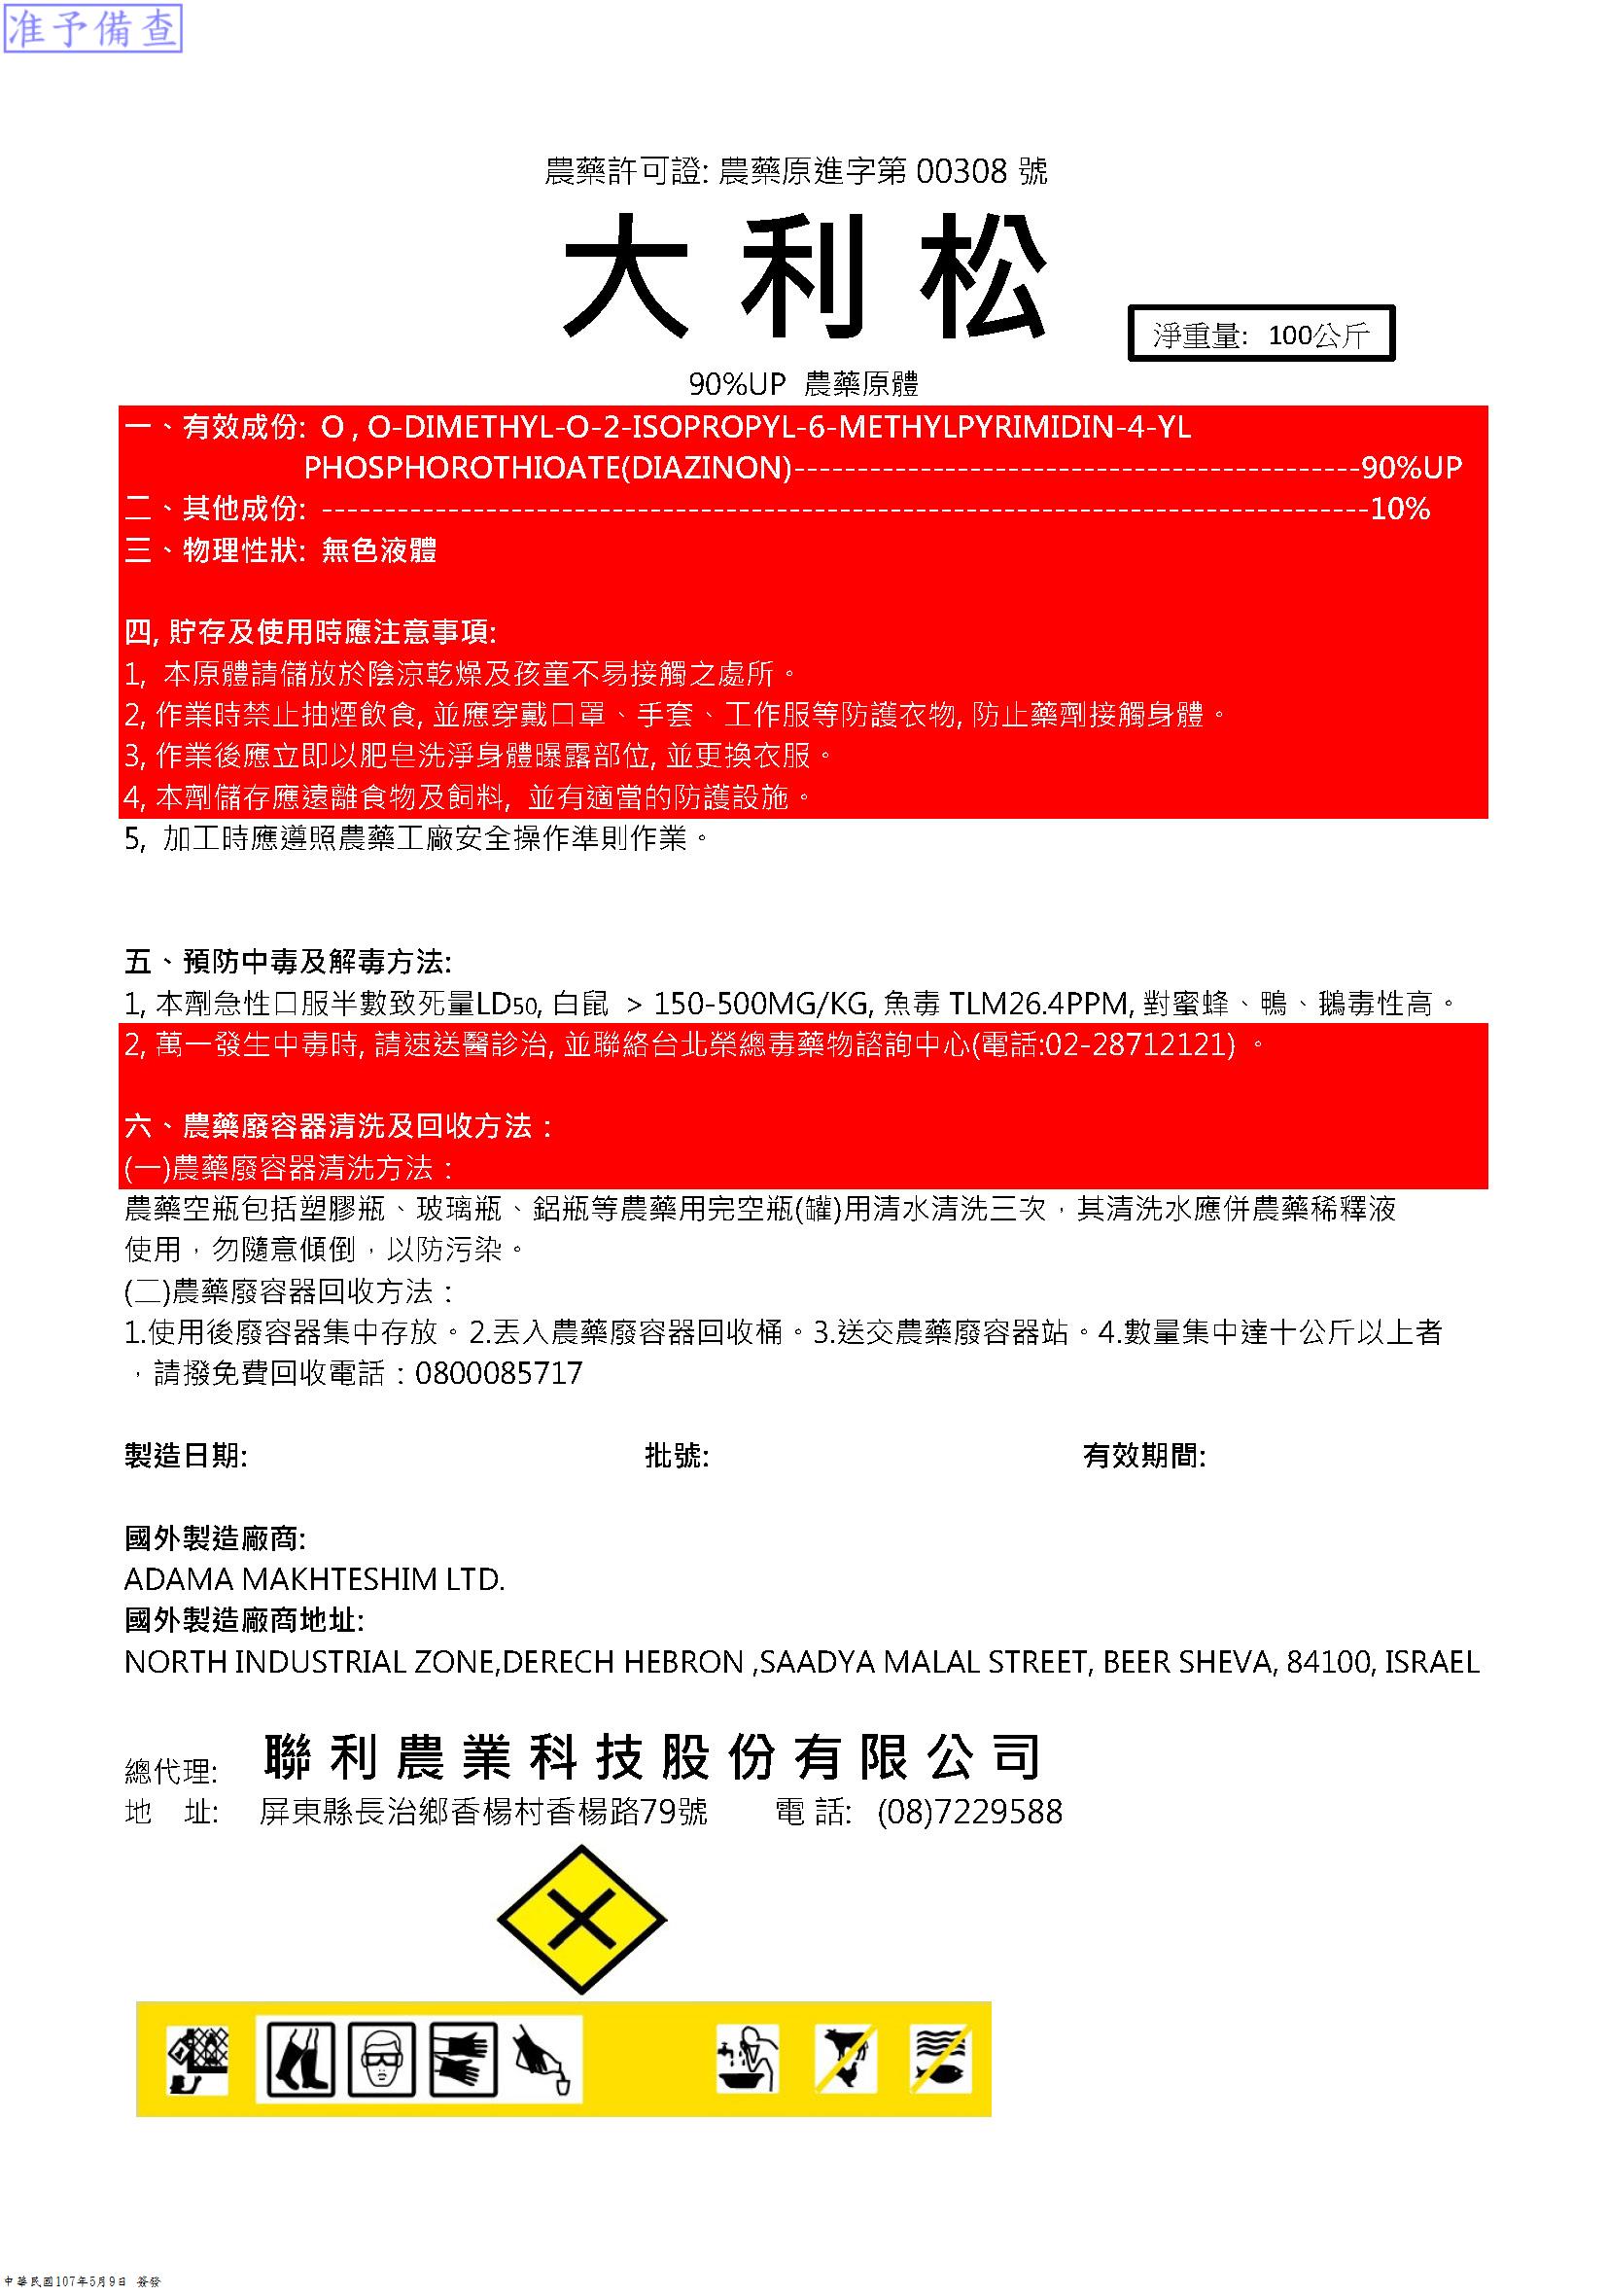 准予備查
農藥許可證: 農藥原進字第 00308 號
大利松
淨重量: 100公斤
90%UP 農藥原體
一、有效成份: O , O-DIMETHYL-O-2-ISOPROPYL-6-METHYLPYRIMIDIN-4-YL
PHOSPHOROTHIOATE(DIAZINON)---------------------------------------------90%UP
二、其他成份: -----------------------------------------------------------------------------------10%
三、物理性狀: 無色液體
四, 貯存及使用時應注意事項:
1, 本原體請儲放於陰涼乾燥及孩童不易接觸之處所。
2, 作業時禁止抽煙飲食, 並應穿戴口罩、手套、工作服等防護衣物, 防止藥劑接觸身體。
3, 作業後應立即以肥皂洗淨身體曝露部位, 並更換衣服。
4, 本劑儲存應遠離食物及飼料, 並有適當的防護設施。
5, 加工時應遵照農藥工廠安全操作準則作業。
五、預防中毒及解毒方法:
1, 本劑急性口服半數致死量LD50, 白鼠 > 150-500MG/KG, 魚毒 TLM26.4PPM, 對蜜蜂、鴨、鵝毒性高。
2, 萬一發生中毒時, 請速送醫診治, 並聯絡台北榮總毒藥物諮詢中心(電話:02-28712121) 。
六、農藥廢容器清洗及回收方法：
(一)農藥廢容器清洗方法：
農藥空瓶包括塑膠瓶、玻璃瓶、鋁瓶等農藥用完空瓶(罐)用清水清洗三次，其清洗水應併農藥稀釋液
使用，勿隨意傾倒，以防污染。
(二)農藥廢容器回收方法：
1.使用後廢容器集中存放。2.丟入農藥廢容器回收桶。3.送交農藥廢容器站。4.數量集中達十公斤以上者
，請撥免費回收電話：0800085717
製造日期: 批號: 有效期間:
國外製造廠商:
ADAMA MAKHTESHIM LTD.
國外製造廠商地址:
NORTH INDUSTRIAL ZONE,DERECH HEBRON ,SAADYA MALAL STREET, BEER SHEVA, 84100, ISRAEL
總代理: 聯利農業科技股份有限公司
地 址: 屏東縣長治鄉香楊村香楊路79號 電 話: (08)7229588
中華民國107年5月9日 簽發